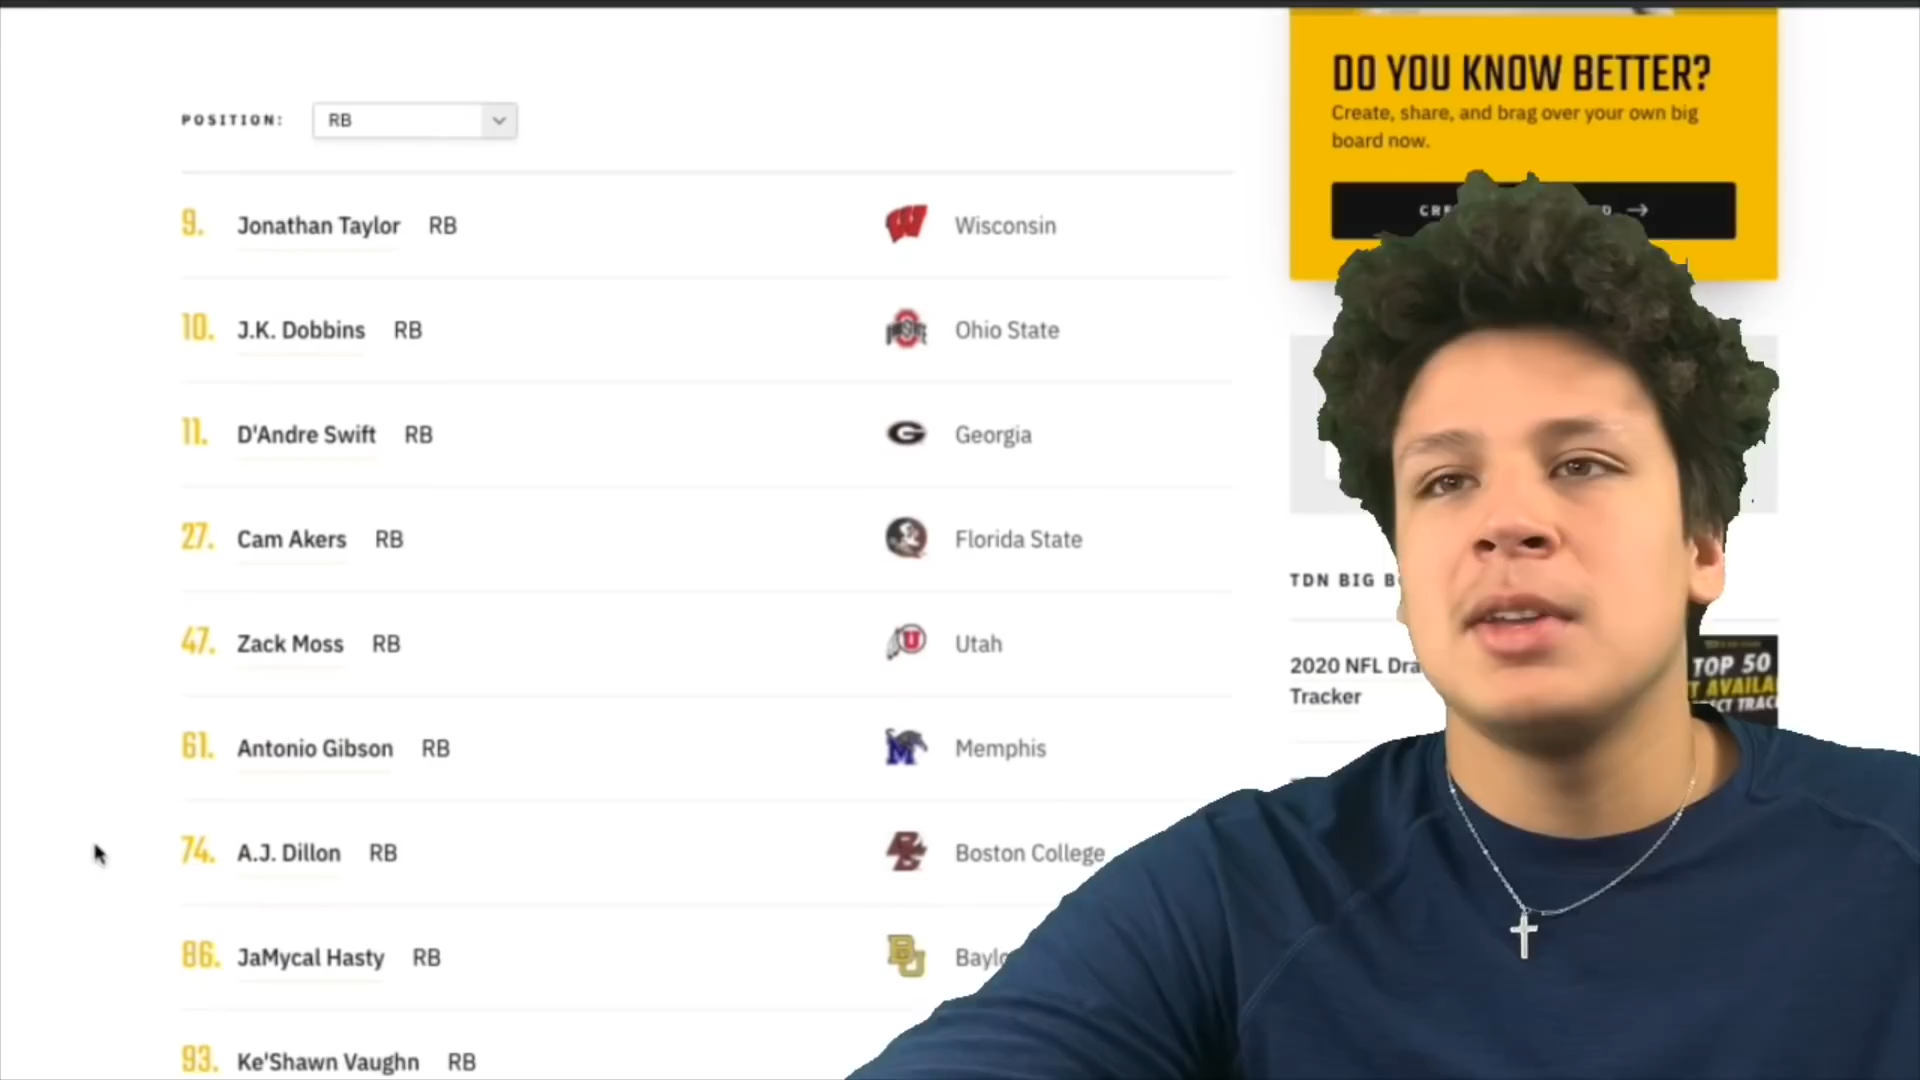 POSITION:
RB
9. Jonathan Taylor RB Wisconsin
10. J.K. Dobbins RB Ohio State
11. D'Andre Swift RB Georgia
27. Cam Akers RB Florida State
47. Zack Moss RB Utah
61. Antonio Gibson RB Memphis
74. A.J. Dillon RB Boston College
86. JaMycal Hasty RB
93. Ke'Shawn Vaughn RB
DO YOU KNOW BETTER?
Create, share, and brag over your own big
board now.
TDN BIG
2020 NFL
Tracker
TOP 50